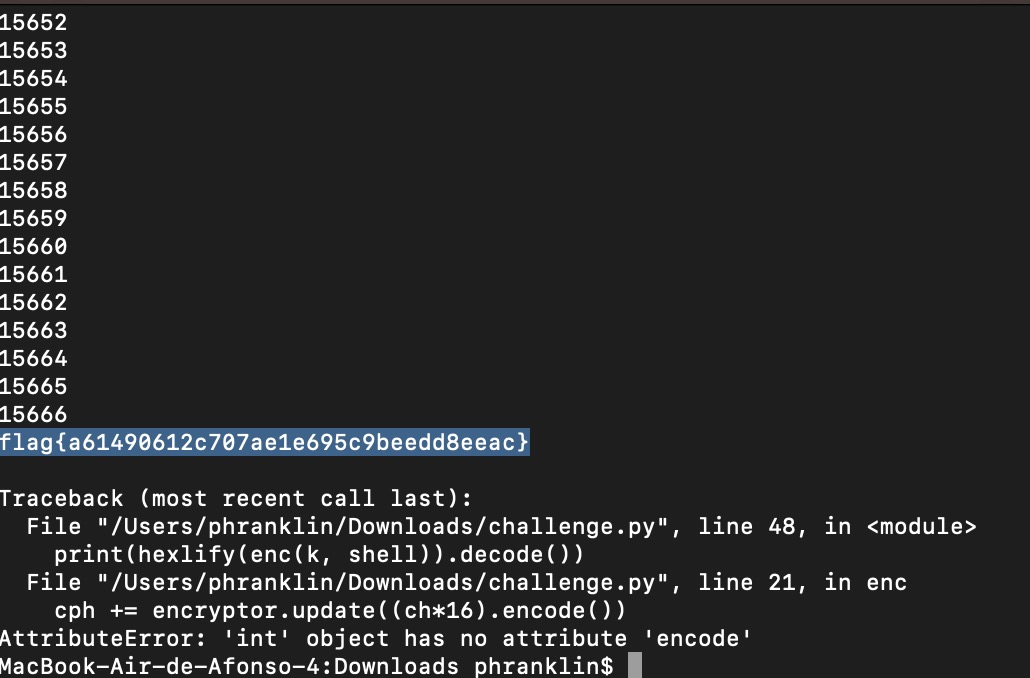 15652
15653
15654
15655
15656
15657
15658
15659
15660
15661
15662
15663
15664
15665
15666
flag{a61490612c707ae1e695c9beedd8eeac}
Traceback (most recent call last):
  File "/Users/phranklin/Downloads/challenge.py", line 48, in <module>
    print(hexlify(enc(k, shell)).decode())
  File "/Users/phranklin/Downloads/challenge.py", line 21, in enc
    cph += encryptor.update((ch*16).encode())
AttributeError: 'int' object has no attribute 'encode'
MacBook-Air-de-Afonso-4:Downloads phranklin$